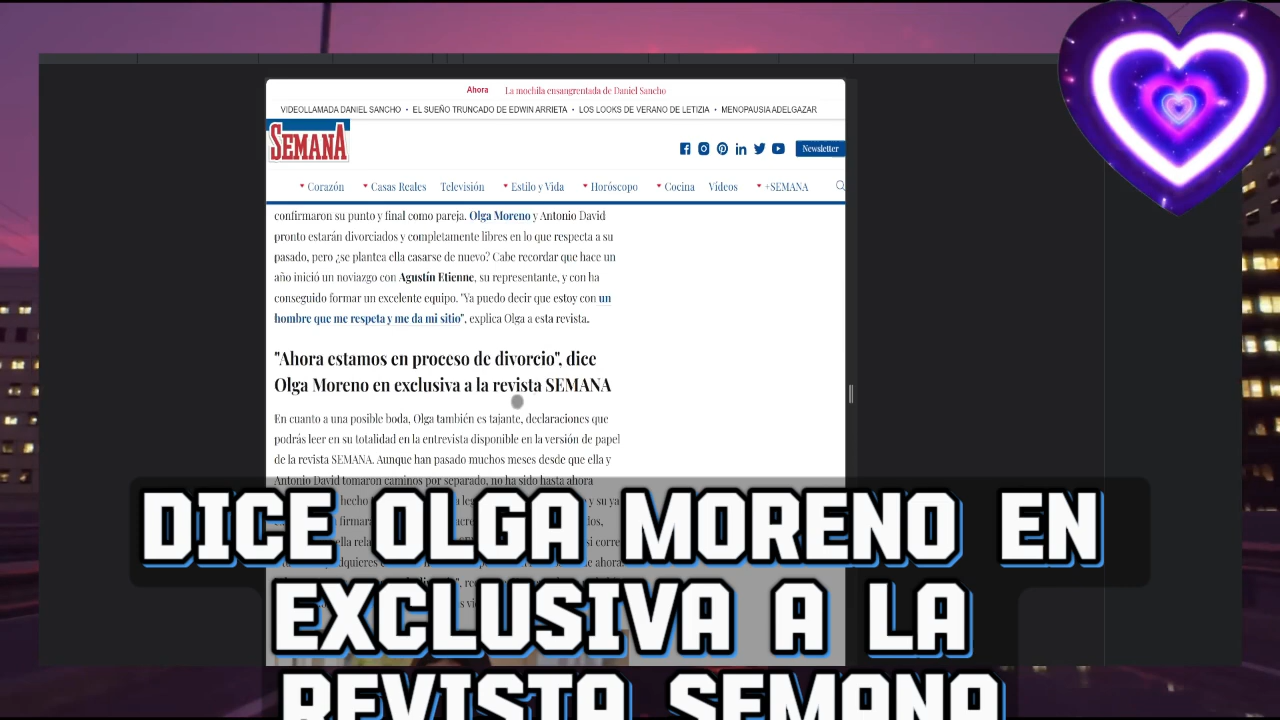 Ahora La mochila ensangrentada de Daniel Sancho
VIDEOLLAMADA DANIEL SANCHO • EL SUEÑO TRUNCADO DE EDWIN ARRIETA • LOS LOOKS DE VERANO DE LETIZIA • MENOPAUSIA ADELGAZAR
SEMANA
Newsletter
Corazón Casas Reales Televisión Estilo y Vida Horóscopo Cocina Vídeos +SEMANA
confirmaron su punto y final como pareja. Olga Moreno y Antonio David
pronto estarán divorciados y completamente libres en lo que respecta a su
pasado, pero ¿se plantea ella casarse de nuevo? Cabe recordar que hace un
año inició un noviazgo con Agustín Etienne, su representante, y con ha
conseguido formar un excelente equipo. "Ya puedo decir que estoy con un
hombre que me respeta y me da mi sitio", explica Olga a esta revista.
"Ahora estamos en proceso de divorcio", dice
Olga Moreno en exclusiva a la revista SEMANA
En cuanto a una posible boda, Olga también es tajante, declaraciones que
podrás leer en su totalidad en la entrevista disponible en la versión de papel
de la revista SEMANA. Aunque han pasado muchos meses desde que ella y
Antonio David tomaron caminos por separado, no ha sido hasta ahora
hecho y su ya
DICE OLGA MORENO EN
EXCLUSIVA A LA
REVISTA SEMANA